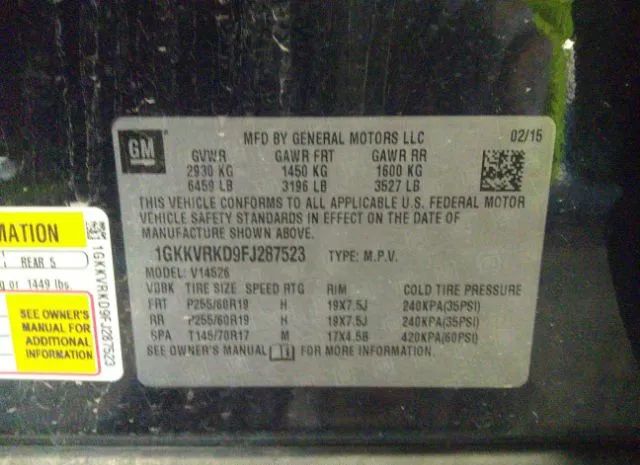 GM
MFD BY GENERAL MOTORS LLC 02/15
GVWR GAWR FRT GAWR RR
2930 KG 1450 KG 1600 KG
6459 LB 3196 LB 3527 LB
THIS VEHICLE CONFORMS TO ALL APPLICABLE U.S. FEDERAL MOTOR
VEHICLE SAFETY STANDARDS IN EFFECT ON THE DATE OF
MANUFACTURE SHOWN ABOVE.
1GKKVRKD9FJ287523 TYPE: M.P.V.
MODEL: V14526
TIRE SIZE SPEED RTG RIM COLD TIRE PRESSURE
FRT P255/60R19 H 19X7.5J 240KPA(35PSI)
RR P255/60R19 H 19X7.5J 240KPA(35PSI)
SPA T145/70R17 M 17X4.5B 420KPA(60PSI)
SEE OWNER'S MANUAL FOR MORE INFORMATION.
MATION
REAR 5
or 1449 lbs.
SEE OWNER'S
MANUAL FOR
ADDITIONAL
INFORMATION
1GKKVRKD9FJ287523